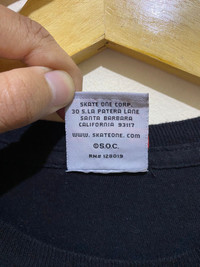 SKATE ONE CORP.
30 S.LA PATERA LANE
SANTA BARBARA
CALIFORNIA 93117
WWW.SKATEONE.COM
©S.O.C.
RN# 129019